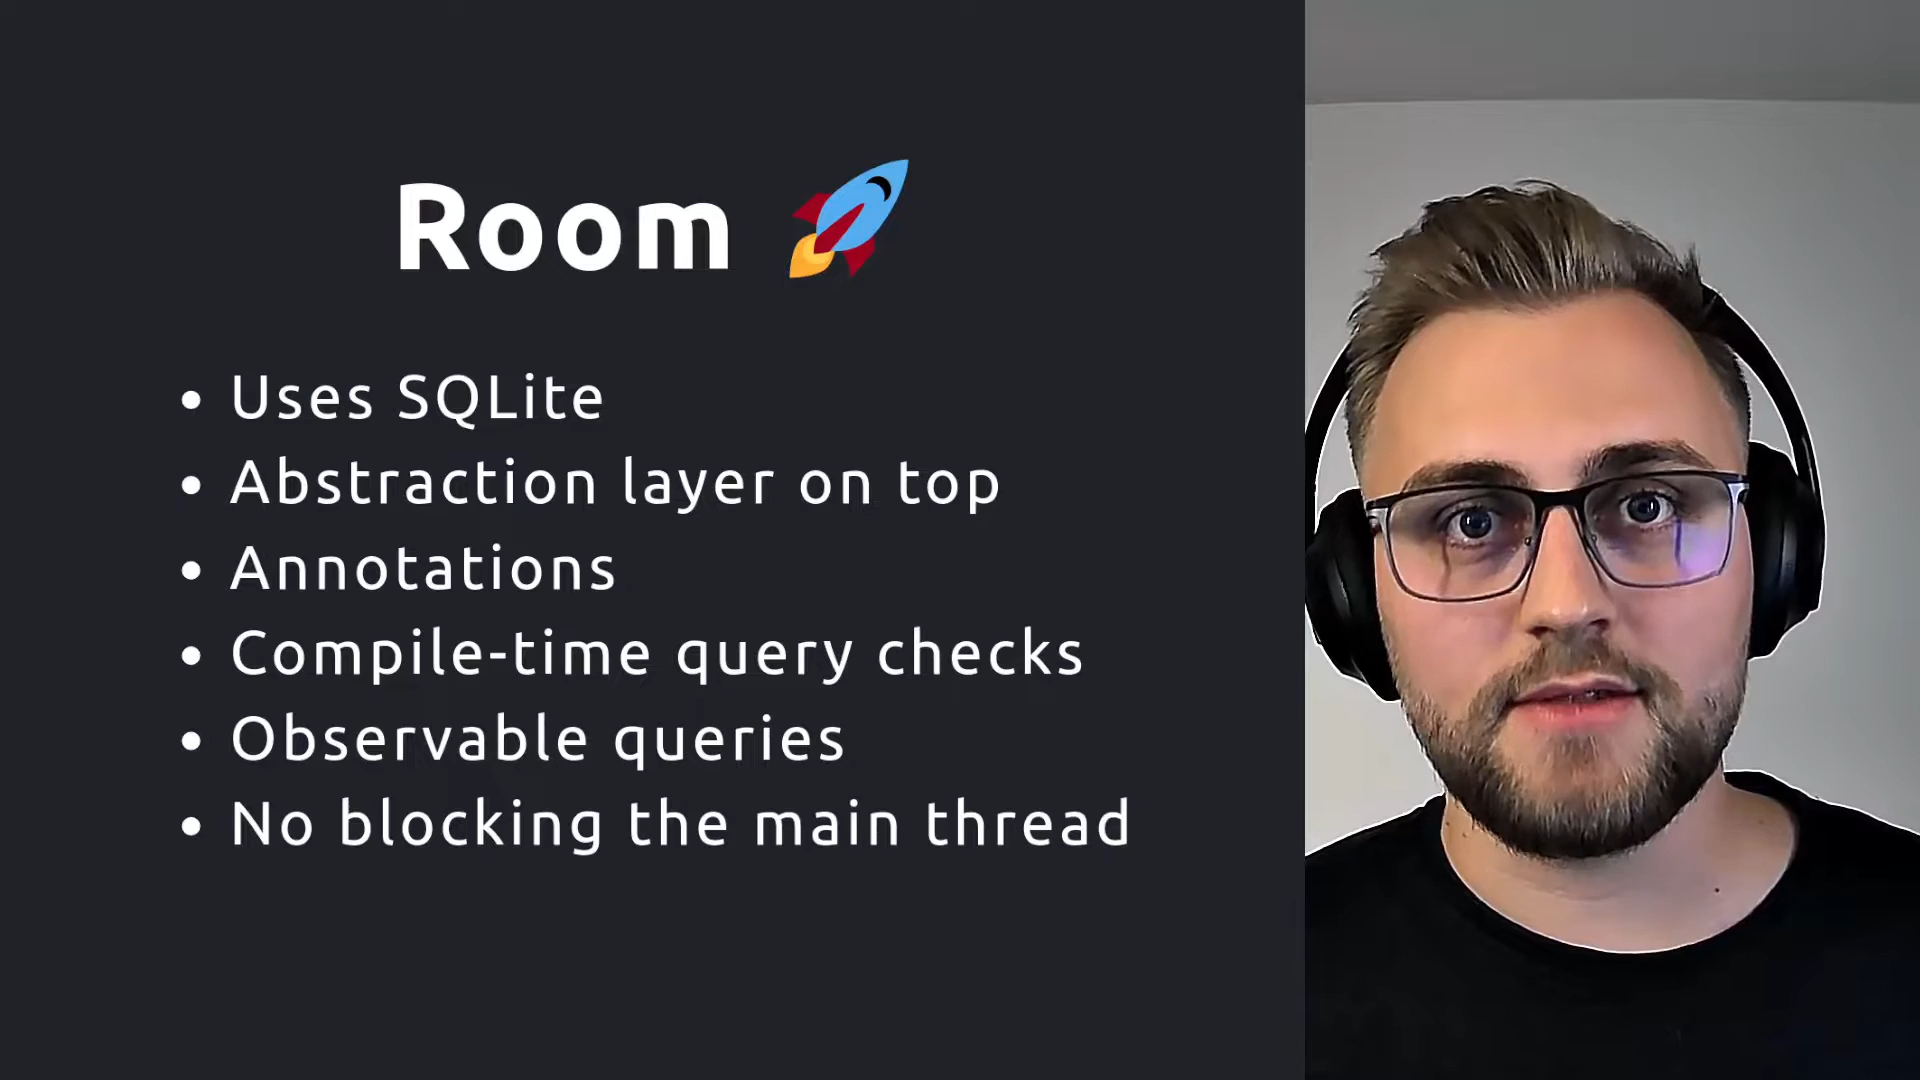 Room 🚀
• Uses SQLite
• Abstraction layer on top
• Annotations
• Compile-time query checks
• Observable queries
• No blocking the main thread